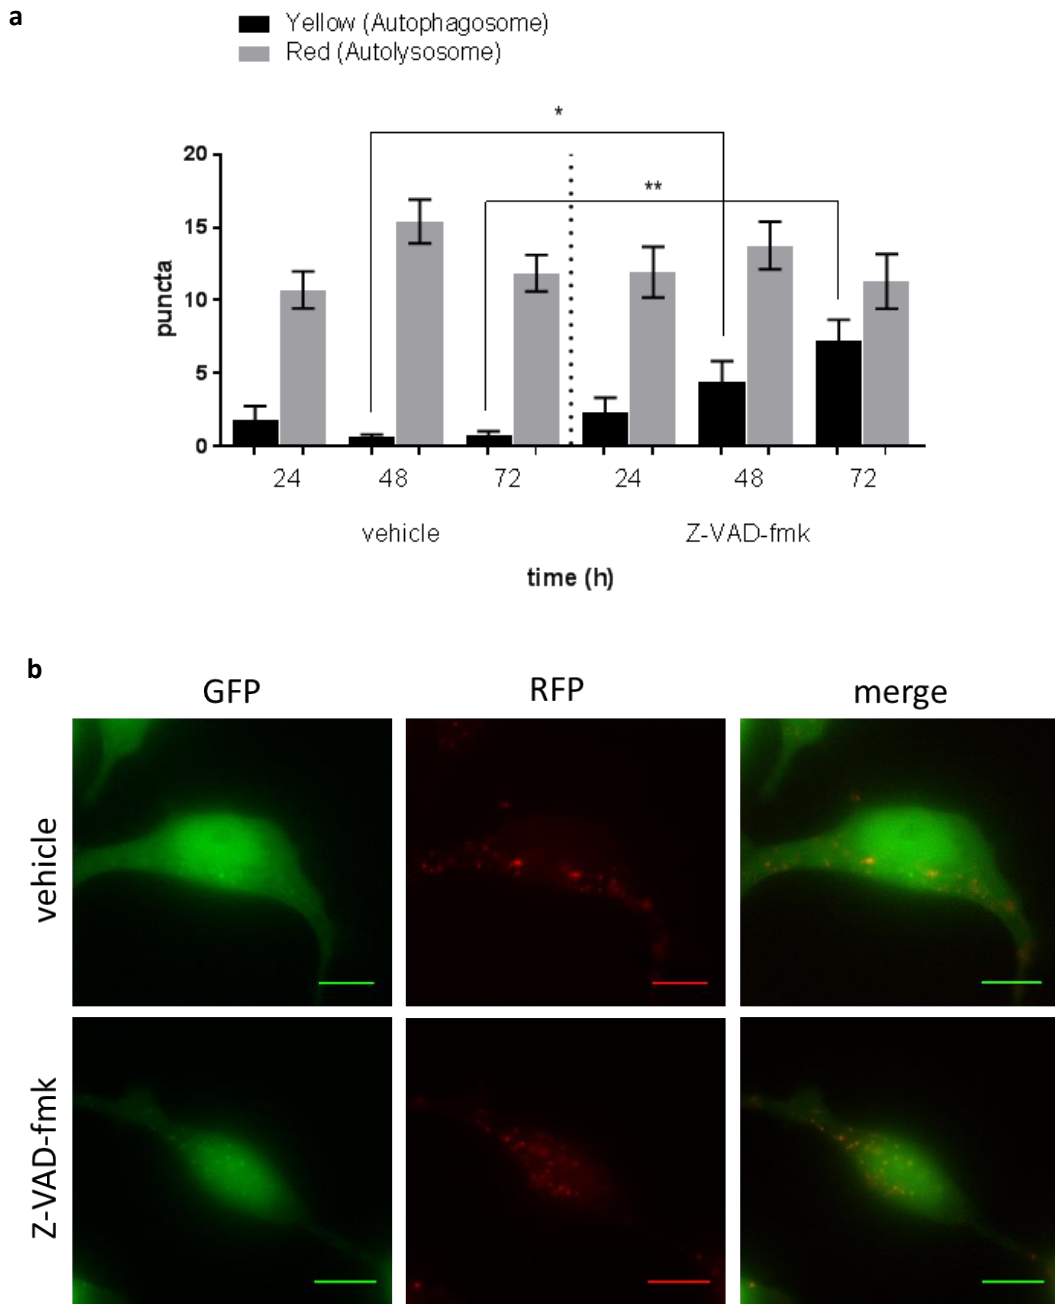 a
Yellow (Autophagosome)
Red (Autolysosome)
*
**
20
15
10
5
0
puncta
24 48 72 24 48 72
vehicle Z-VAD-fmk
time (h)
b
GFP RFP merge
vehicle
Z-VAD-fmk